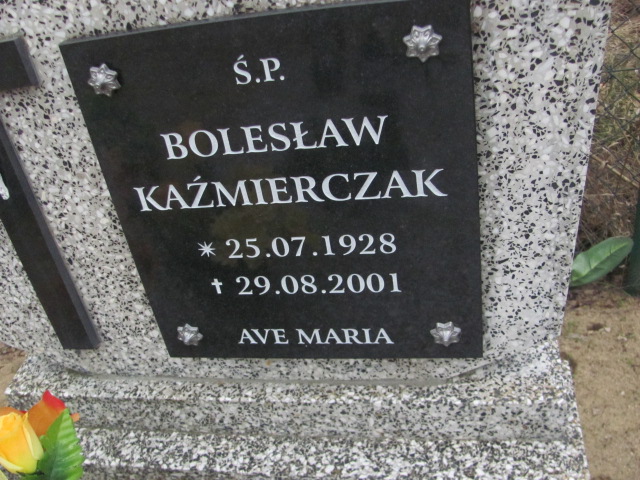 Ś.P.
BOLESŁAW
KAŹMIERCZAK
✶ 25.07.1928
✝ 29.08.2001
AVE MARIA